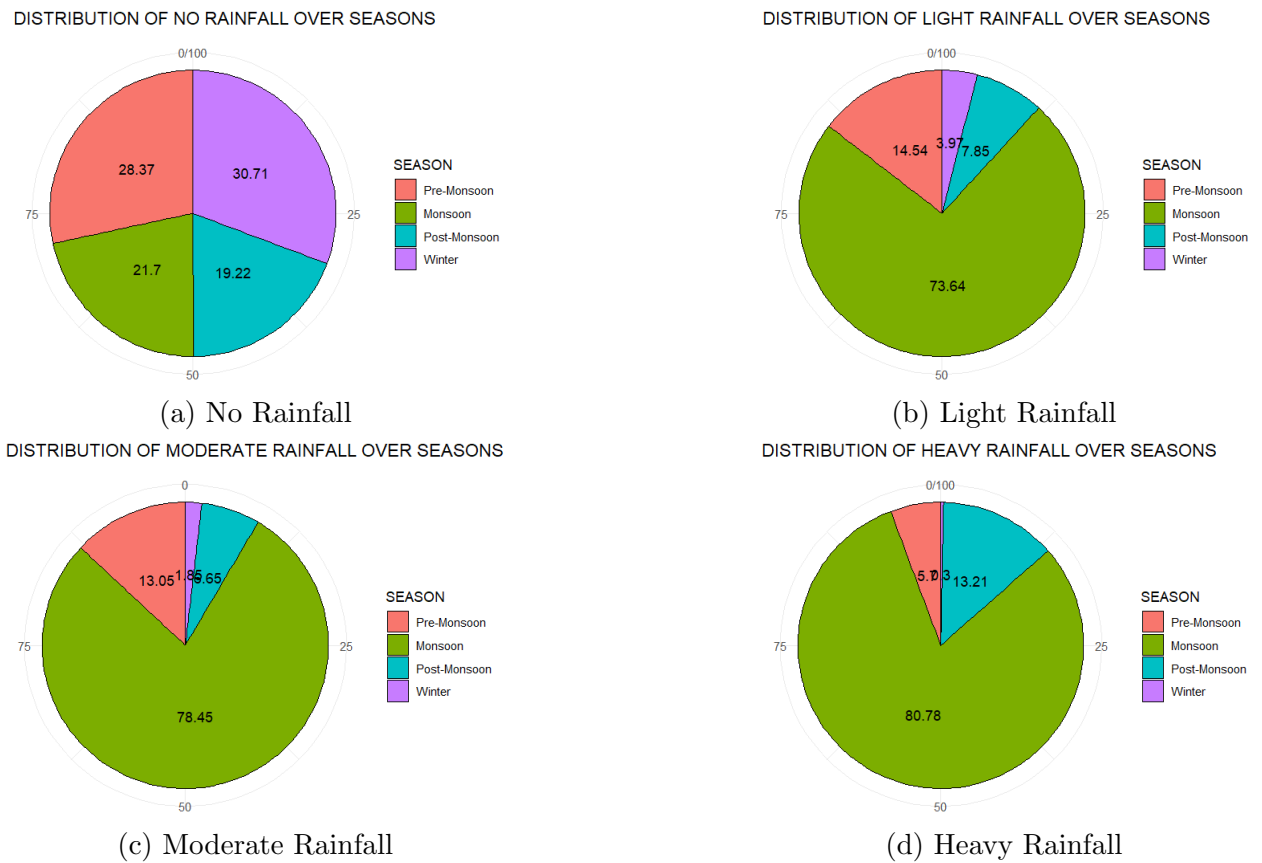 DISTRIBUTION OF NO RAINFALL OVER SEASONS
0/100
28.37
30.71
75
25
21.7
19.22
50
SEASON
Pre-Monsoon
Monsoon
Post-Monsoon
Winter
(a) No Rainfall
DISTRIBUTION OF LIGHT RAINFALL OVER SEASONS
0/100
14.54
3.97
7.85
75
25
73.64
50
SEASON
Pre-Monsoon
Monsoon
Post-Monsoon
Winter
(b) Light Rainfall
DISTRIBUTION OF MODERATE RAINFALL OVER SEASONS
0
13.05
1.85
6.65
75
25
78.45
50
SEASON
Pre-Monsoon
Monsoon
Post-Monsoon
Winter
(c) Moderate Rainfall
DISTRIBUTION OF HEAVY RAINFALL OVER SEASONS
0/100
13.21
75
25
80.78
50
SEASON
Pre-Monsoon
Monsoon
Post-Monsoon
Winter
(d) Heavy Rainfall